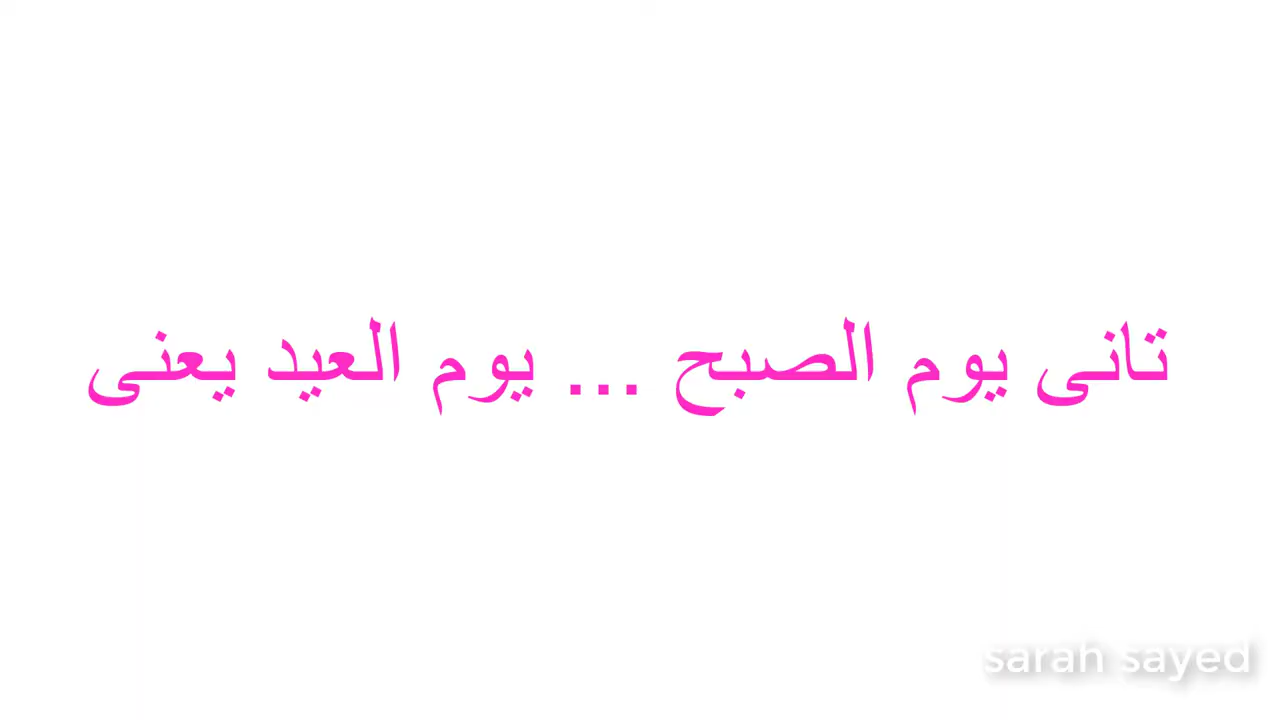 تانى يوم الصبح ... يوم العيد يعنى
sarah sayed